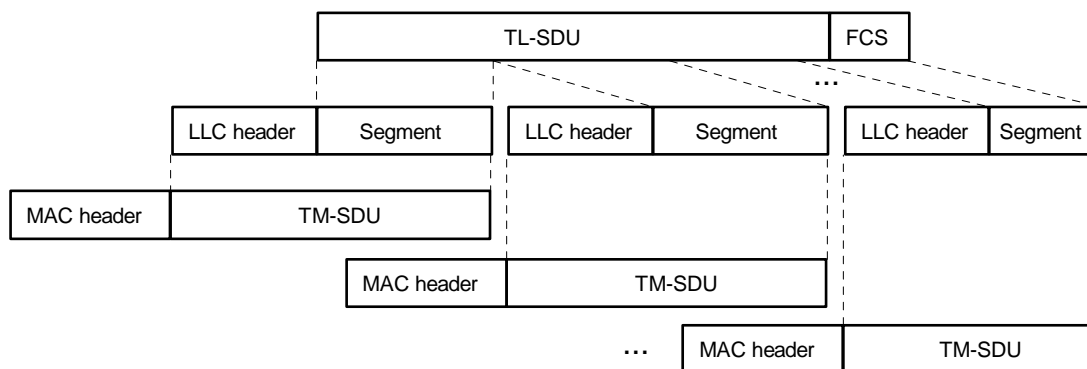 TL-SDU FCS
...
LLC header Segment LLC header Segment LLC header Segment
MAC header TM-SDU
MAC header TM-SDU
... MAC header TM-SDU